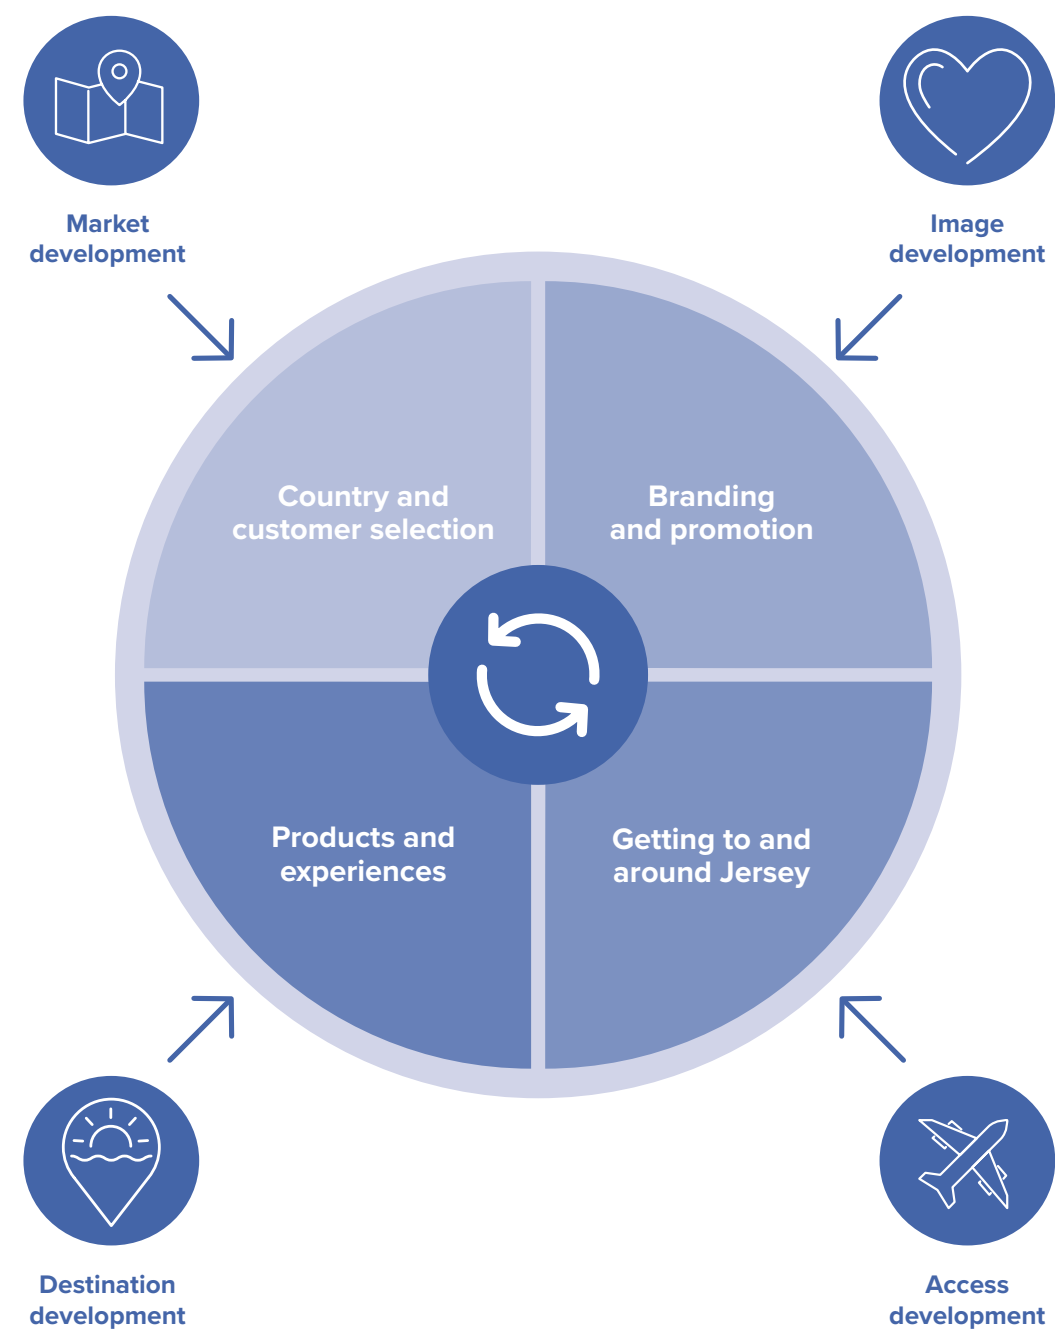 Market
development
Image
development
Country and
customer selection
Branding
and promotion
Products and
experiences
Getting to and
around Jersey
Destination
development
Access
development